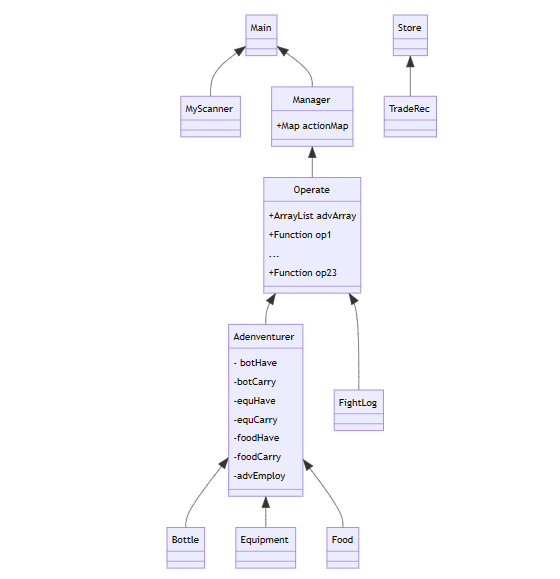 Main
Store
MyScanner
Manager
+Map actionMap
TradeRec
Operate
+ArrayList advArray
+Function op1
...
+Function op23
Adenventurer
- botHave
-botCarry
-equHave
-equCarry
-foodHave
-foodCarry
-advEmploy
FightLog
Bottle
Equipment
Food